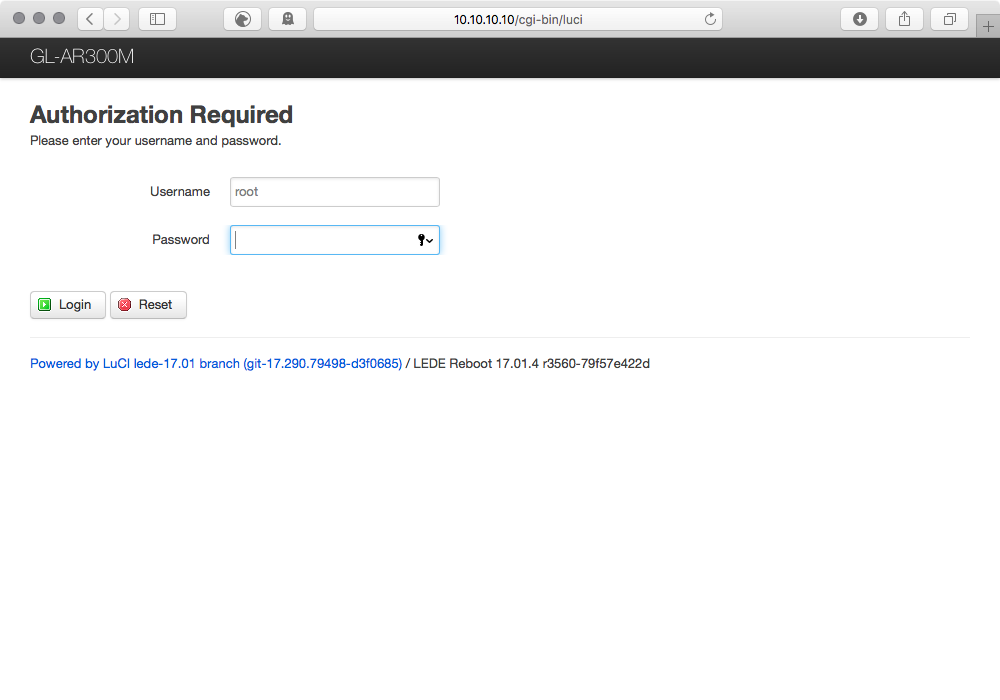 10.10.10.10/cgi-bin/luci
GL-AR300M
Authorization Required
Please enter your username and password.
Username root
Password
Login Reset
Powered by LuCI lede-17.01 branch (git-17.290.79498-d3f0685) / LEDE Reboot 17.01.4 r3560-79f57e422d